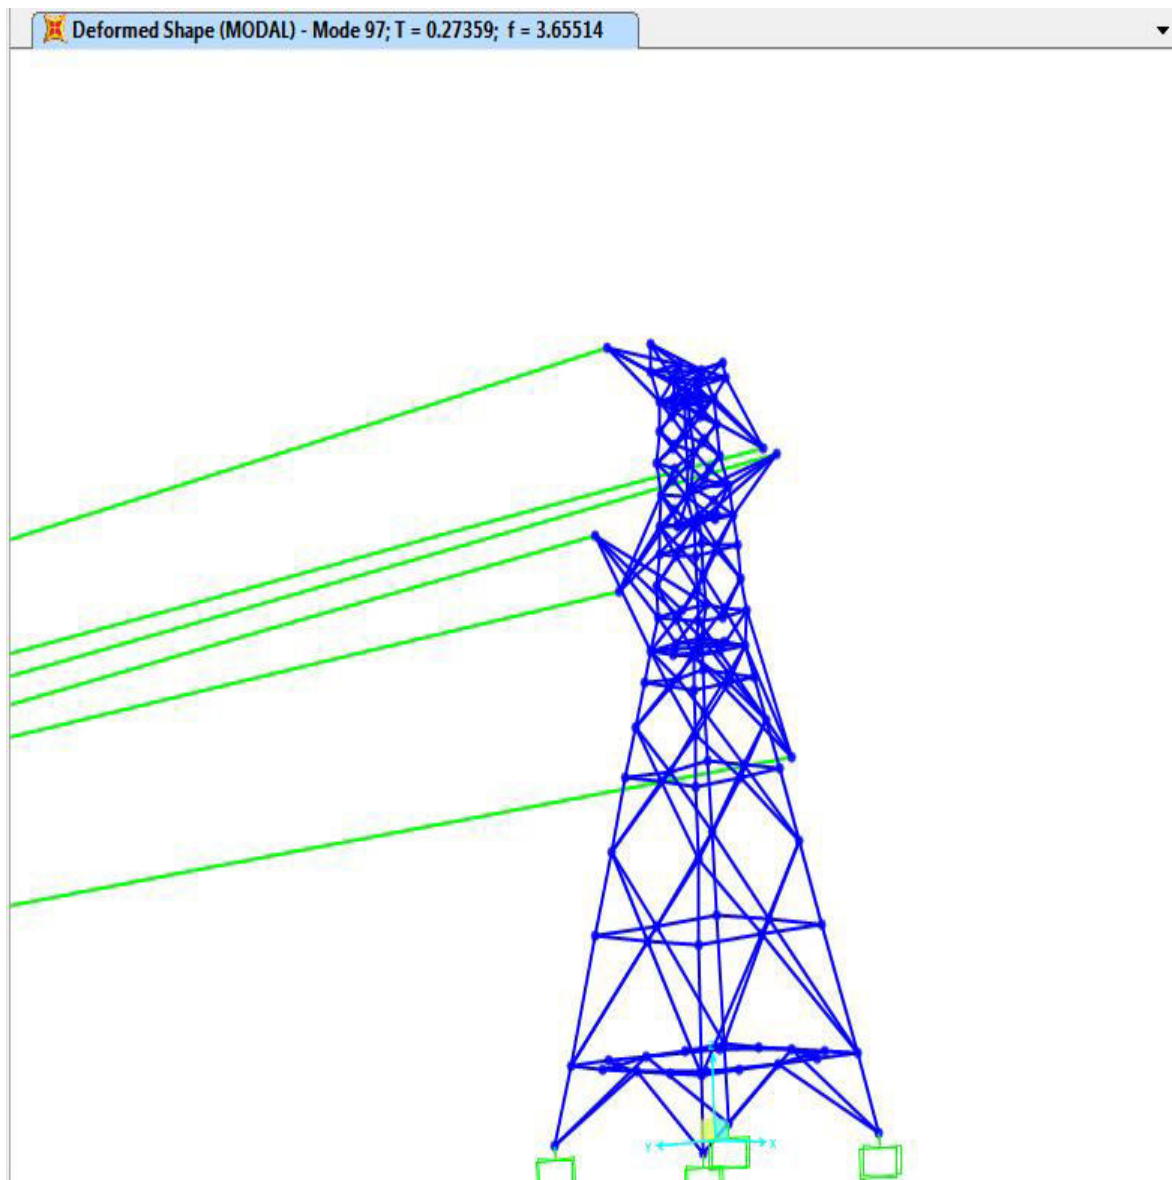 Deformed Shape (MODAL) - Mode 97; T = 0.27359; f = 3.65514
Y
X